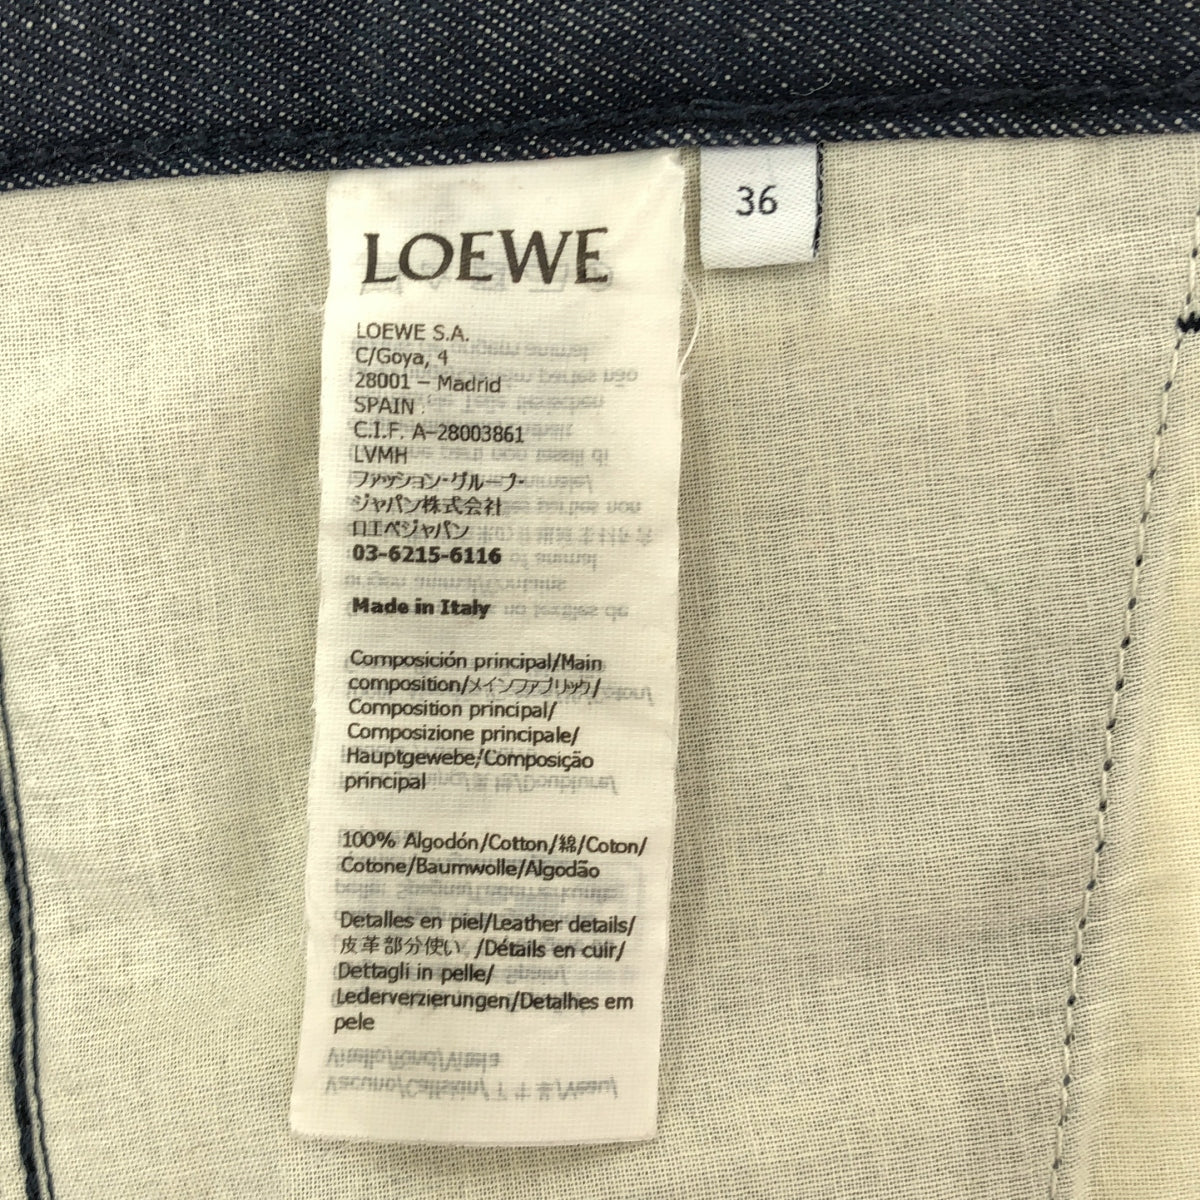 LOEWE
36
LOEWE S.A.
C/Goya, 4
28001 – Madrid
SPAIN
C.I.F. A-28003861
LVMH
ファッション・グループ・
ジャパン株式会社
ロエベジャパン
03-6215-6116
Made in Italy
Composición principal/Main
composition/メインファブリック/
Composition principal/
Composizione principale/
Hauptgewebe/Composição
principal
100% Algodón/Cotton/綿/Coton/
Cotone/Baumwolle/Algodão
Detalles en piel/Leather details/
皮革部分使い /Détails en cuir/
Dettagli in pelle/
Lederverzierungen/Detalhes em
pele